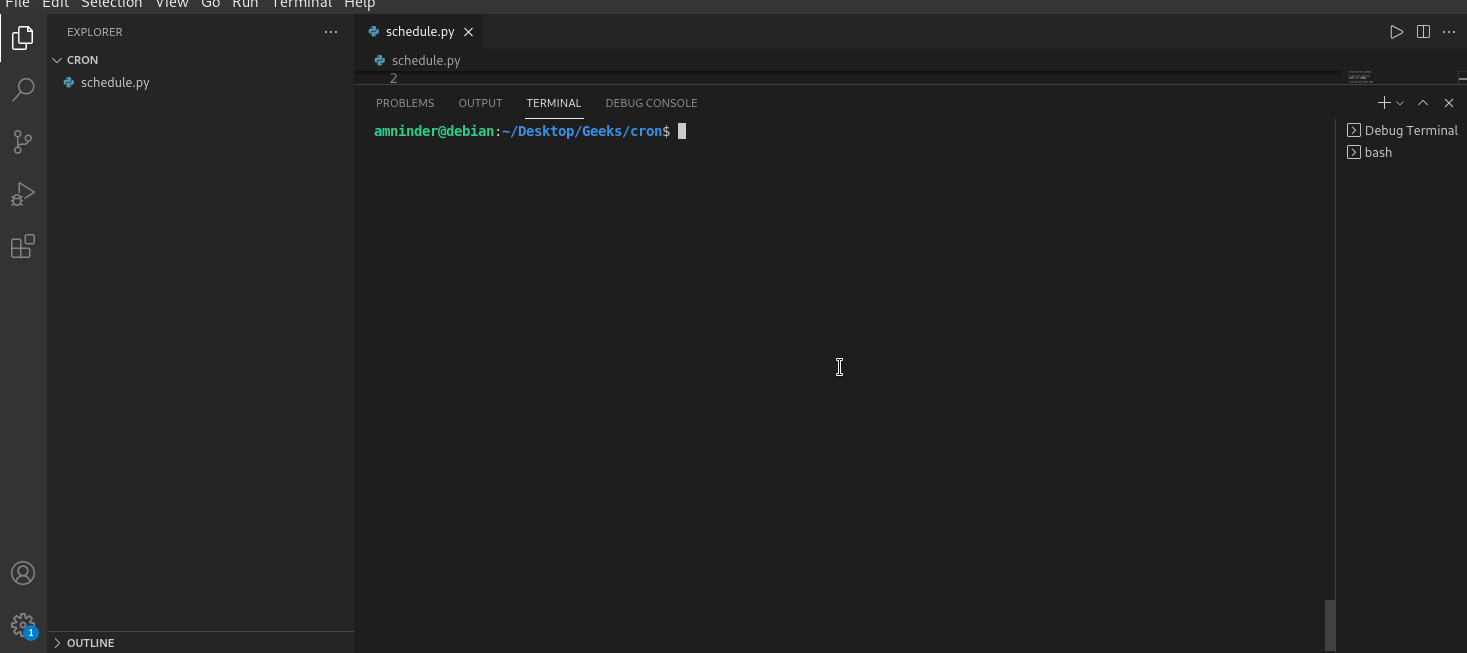 File Edit Selection View Go Run Terminal Help
EXPLORER
schedule.py
CRON
schedule.py
schedule.py
2
PROBLEMS OUTPUT TERMINAL DEBUG CONSOLE
amninder@debian:~/Desktop/Geeks/cron$
Debug Terminal
bash
1
OUTLINE